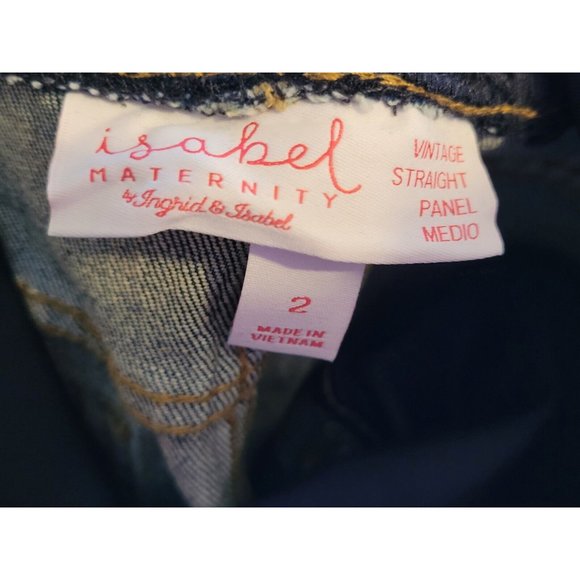 isabel
MATERNITY
by Ingrid & Isabel
VINTAGE
STRAIGHT
PANEL
MEDIO
2
MADE IN
VIETNAM